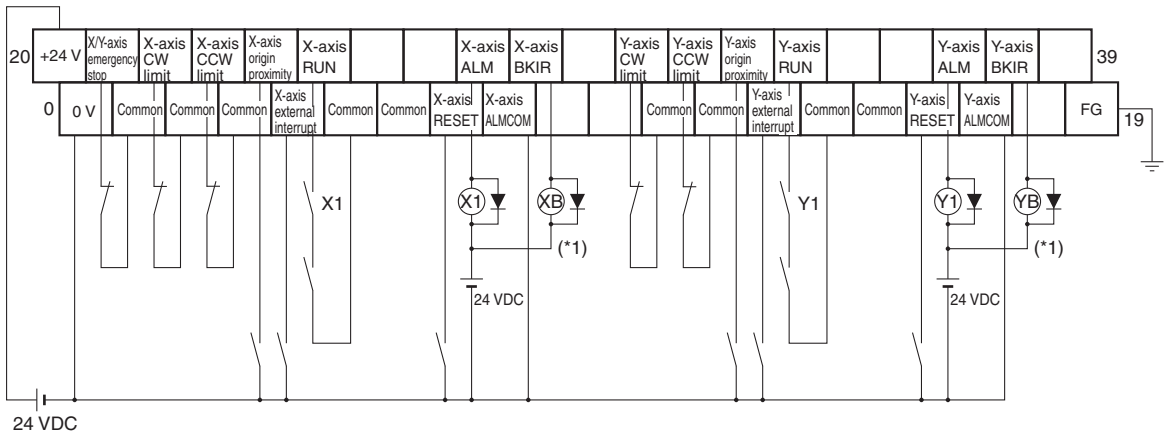 20
+24 V
X/Y-axis
emergency
stop
X-axis
CW
limit
X-axis
CCW
limit
X-axis
origin
proximity
X-axis
RUN
X-axis
ALM
X-axis
BKIR
Y-axis
CW
limit
Y-axis
CCW
limit
Y-axis
origin
proximity
Y-axis
RUN
Y-axis
ALM
Y-axis
BKIR
39
0
0 V
Common
Common
Common
X-axis
external
interrupt
Common
Common
X-axis
RESET
X-axis
ALMCOM
Common
Common
Y-axis
external
interrupt
Common
Common
Y-axis
RESET
Y-axis
ALMCOM
FG
19
X1
X1
XB
Y1
Y1
YB
(*1)
(*1)
24 VDC
24 VDC
24 VDC